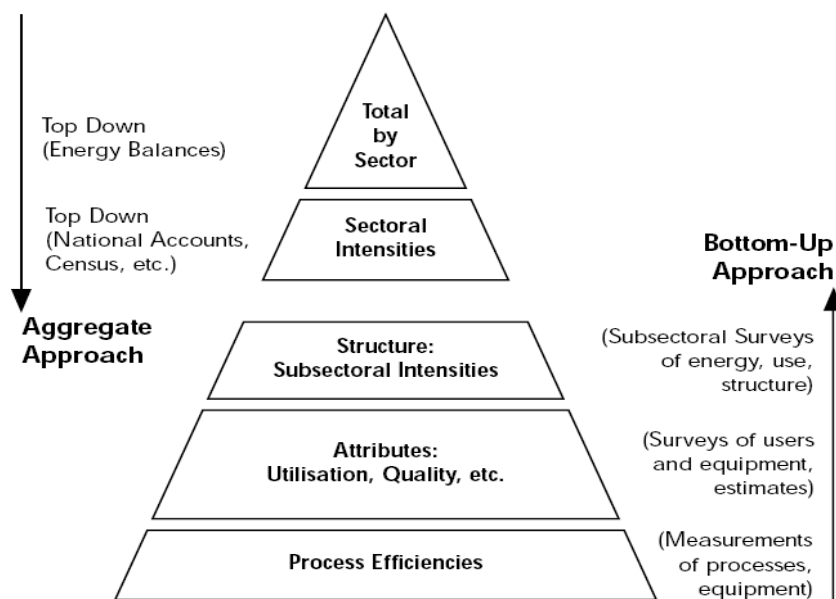 Total
by
Sector
Top Down
(Energy Balances)
Top Down
(National Accounts,
Census, etc.)
Sectoral
Intensities
Aggregate
Approach
Bottom-Up
Approach
Structure:
Subsectoral Intensities
(Subsectoral Surveys
of energy, use,
structure)
Attributes:
Utilisation, Quality, etc.
(Surveys of users
and equipment,
estimates)
Process Efficiencies
(Measurements
of processes,
equipment)